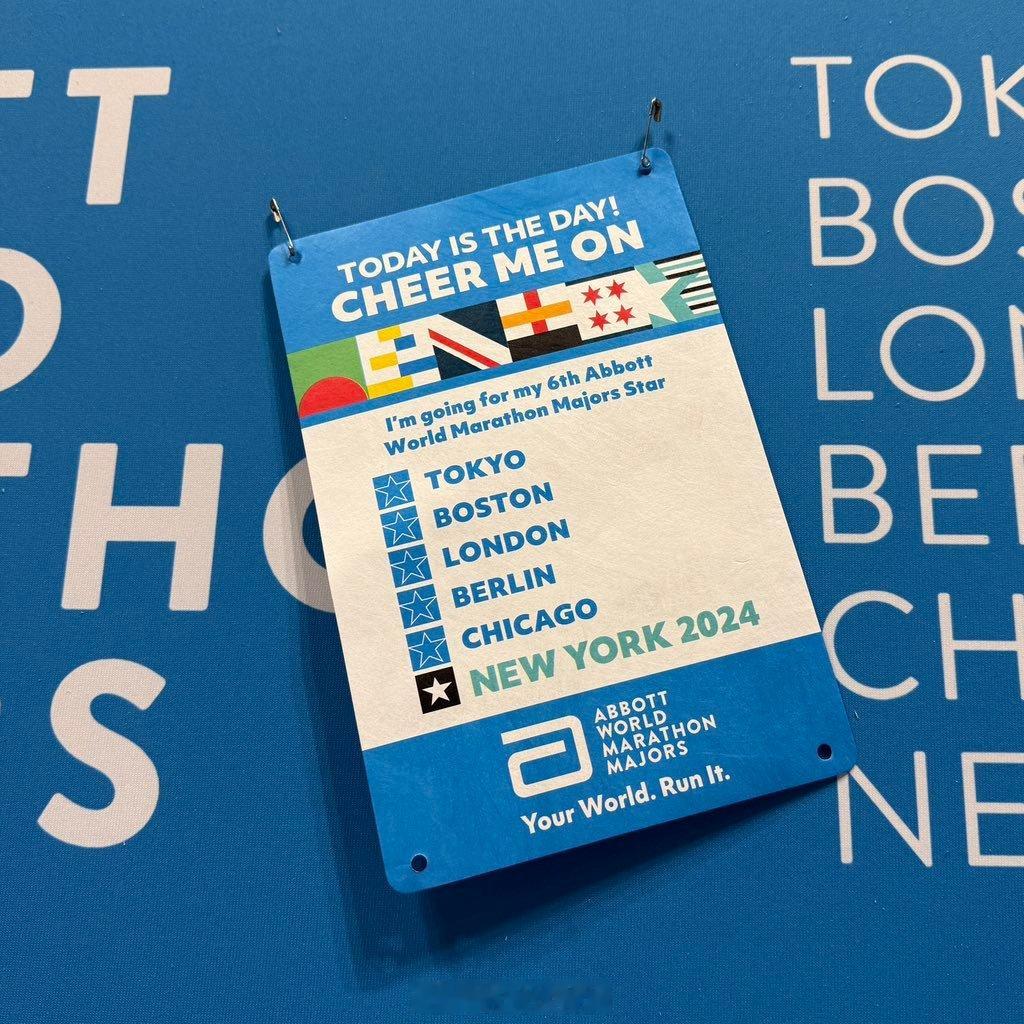 TODAY IS THE DAY!
CHEER ME ON
I'm going for my 6th Abbott
World Marathon Majors Star
TOKYO
BOSTON
LONDON
BERLIN
CHICAGO
NEW YORK 2024
ABBOTT
WORLD
MARATHON
MAJORS
Your World. Run It.
TT
O
THO
S
TOK
BOS
LON
BE
CH
NE